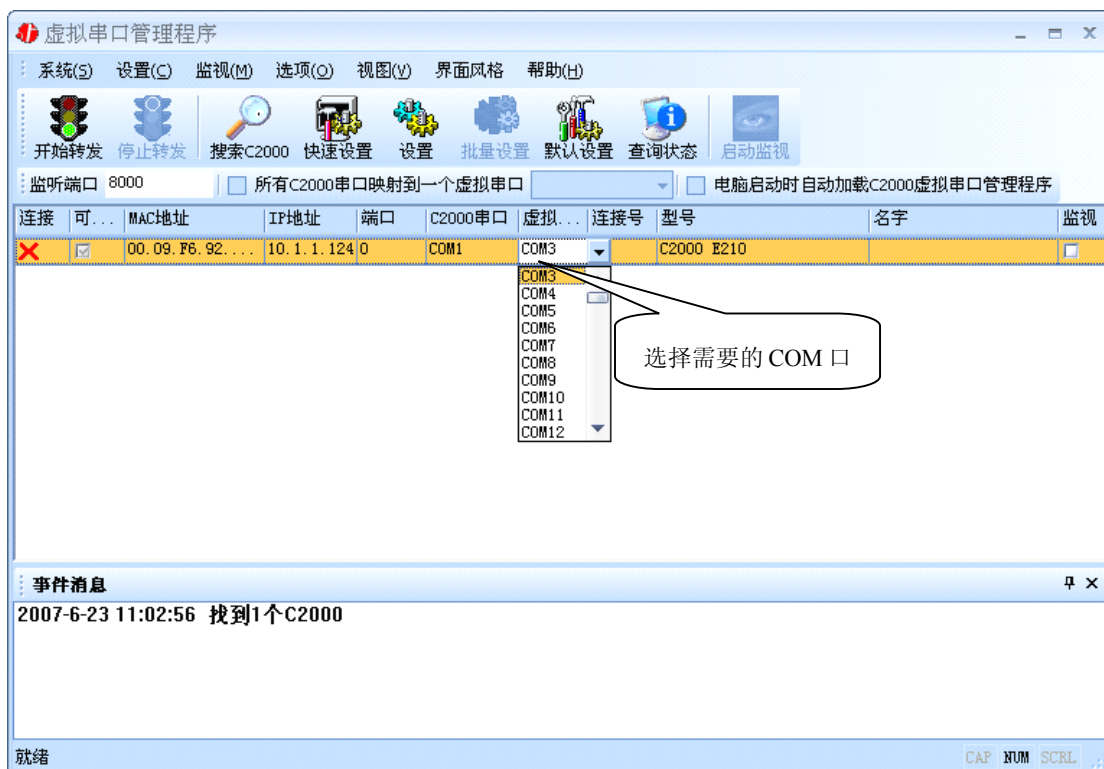 虚拟串口管理程序
系统(S) 设置(C) 监视(M) 选项(O) 视图(V) 界面风格 帮助(H)
开始转发 停止转发 搜索C2000 快速设置 设置 批量设置 默认设置 查询状态 启动监视
监听端口 8000 所有C2000串口映射到一个虚拟串口 电脑启动时自动加载C2000虚拟串口管理程序
连接 可... MAC地址 IP地址 端口 C2000串口 虚拟... 连接号 型号 名字 监视
00.09.F6.92.... 10.1.1.124 0 COM1 COM3 C2000 E210
COM3
COM4
COM5
COM6
COM7
COM8
COM9
COM10
COM11
COM12
选择需要的 COM 口
事件消息
2007-6-23 11:02:56 找到1个C2000
就绪 CAP NUM SCRL